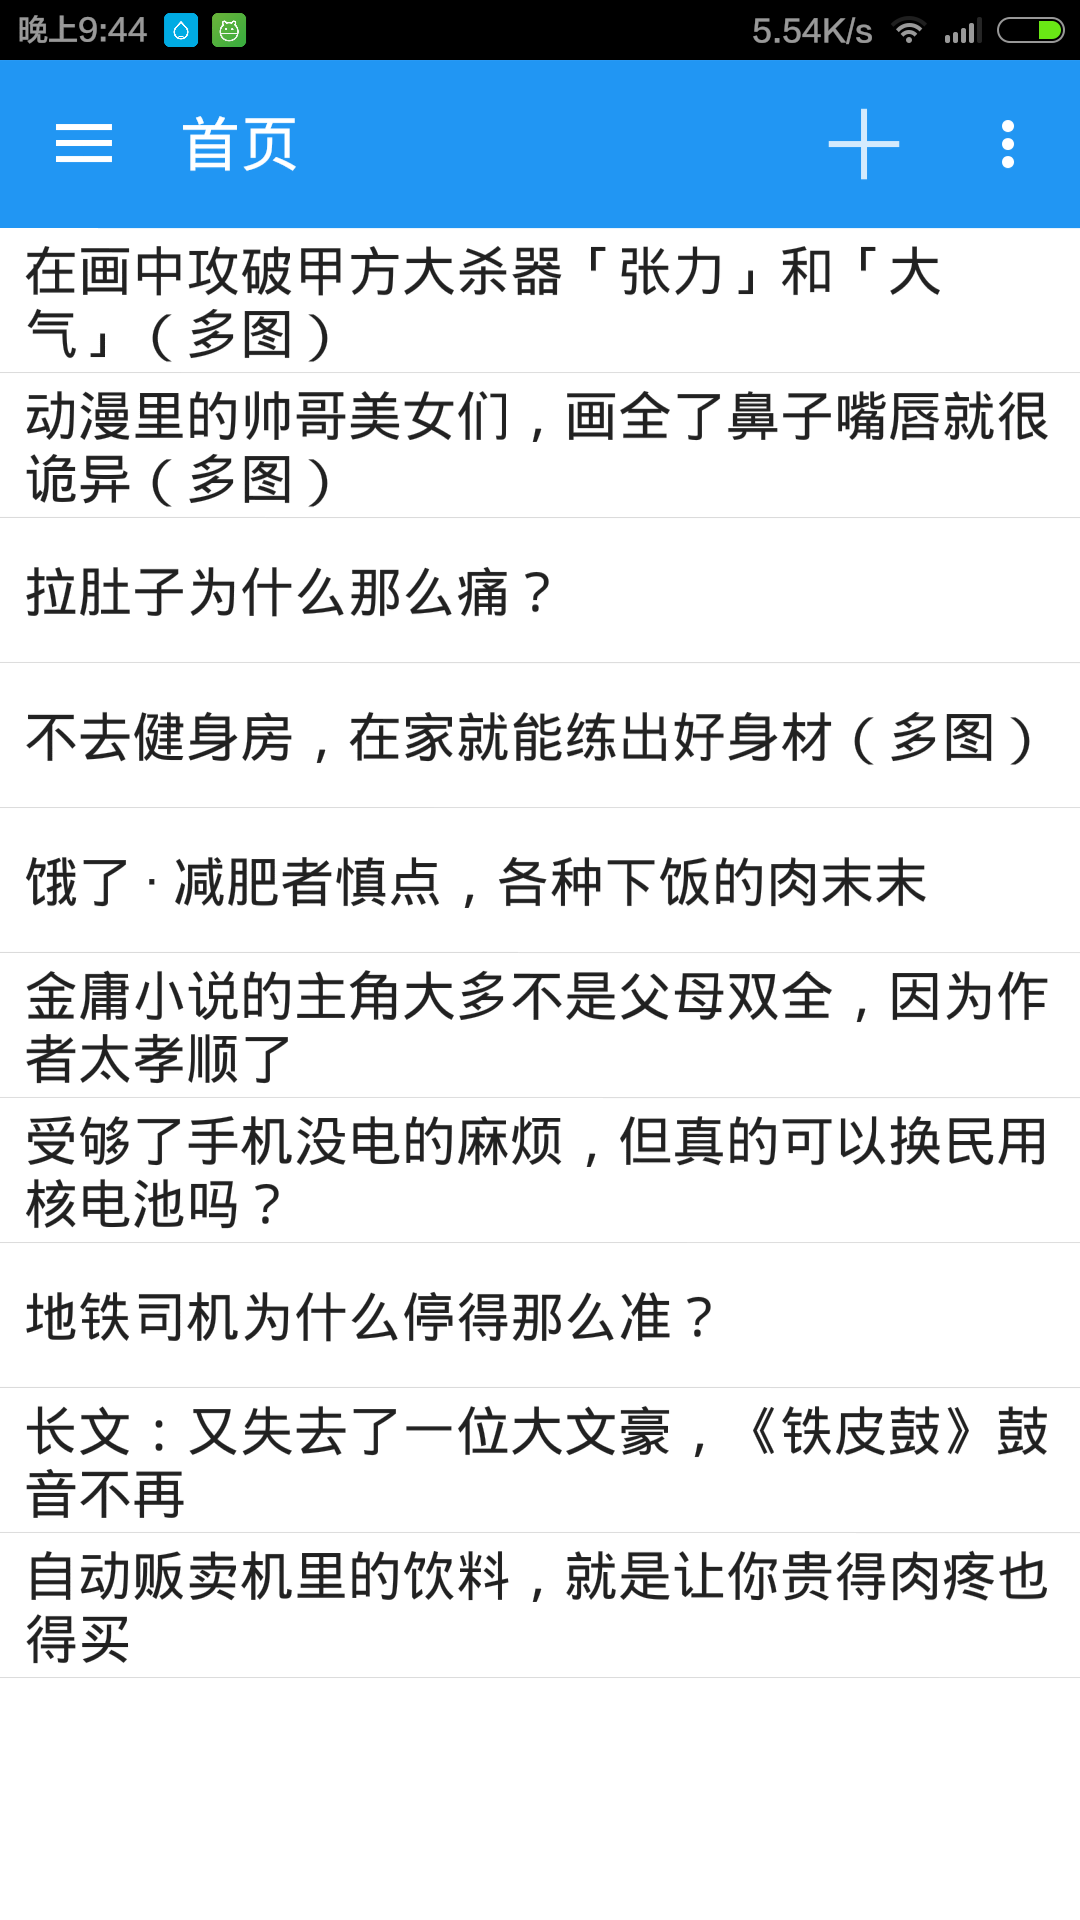 晚上9:44
5.54K/s
首页
在画中攻破甲方大杀器「张力」和「大
气」（多图）
动漫里的帅哥美女们，画全了鼻子嘴唇就很
诡异（多图）
拉肚子为什么那么痛？
不去健身房，在家就能练出好身材（多图）
饿了 · 减肥者慎点，各种下饭的肉末末
金庸小说的主角大多不是父母双全，因为作
者太孝顺了
受够了手机没电的麻烦，但真的可以换民用
核电池吗？
地铁司机为什么停得那么准？
长文：又失去了一位大文豪，《铁皮鼓》鼓
音不再
自动贩卖机里的饮料，就是让你贵得肉疼也
得买